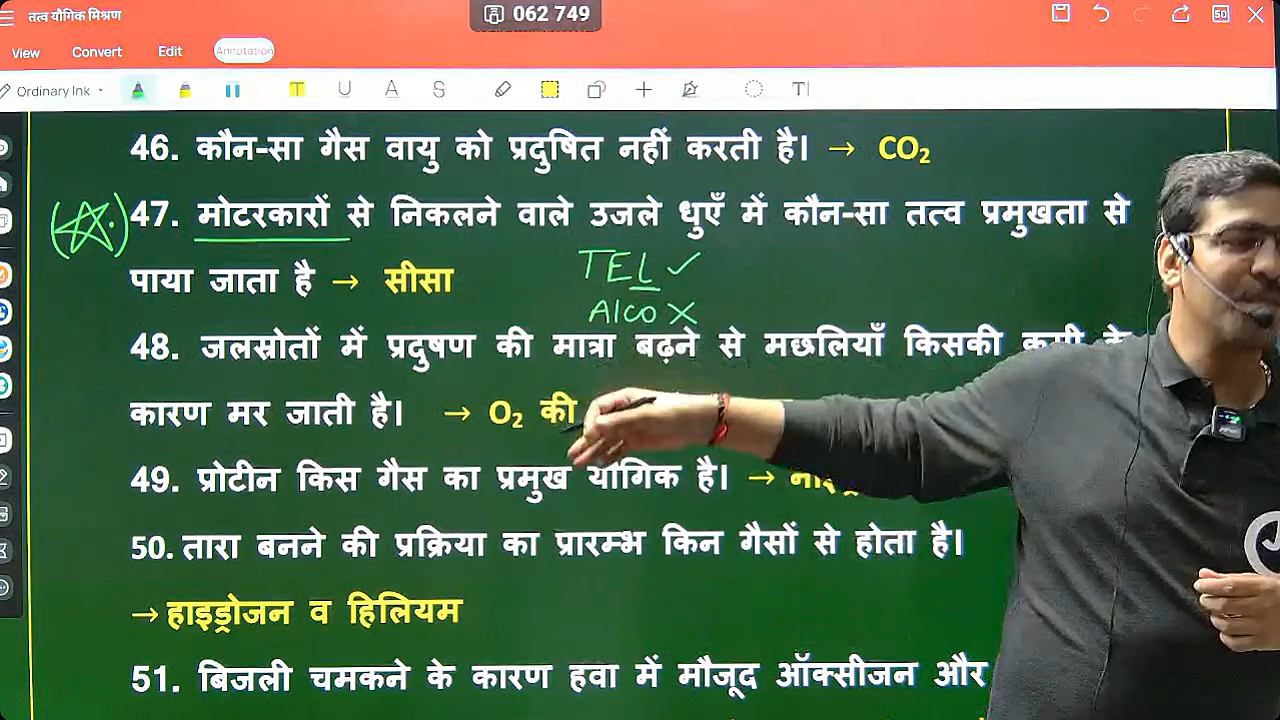 तत्व यौगिक मिश्रण
062 749
50
View Convert Edit Annotation
Ordinary Ink
46. कौन-सा गैस वायु को प्रदुषित नहीं करती है। → CO₂
47. मोटरकारों से निकलने वाले उजले धुएँ में कौन-सा तत्व प्रमुखता से
पाया जाता है → सीसा
TEL ✓
Alco X
48. जलस्रोतों में प्रदुषण की मात्रा बढ़ने से मछलियाँ किसकी
कारण मर जाती है। → O₂ की
49. प्रोटीन किस गैस का प्रमुख यौगिक है। →
50. तारा बनने की प्रक्रिया का प्रारम्भ किन गैसों से होता है।
→ हाइड्रोजन व हिलियम
51. बिजली चमकने के कारण हवा में मौजूद ऑक्सीजन और